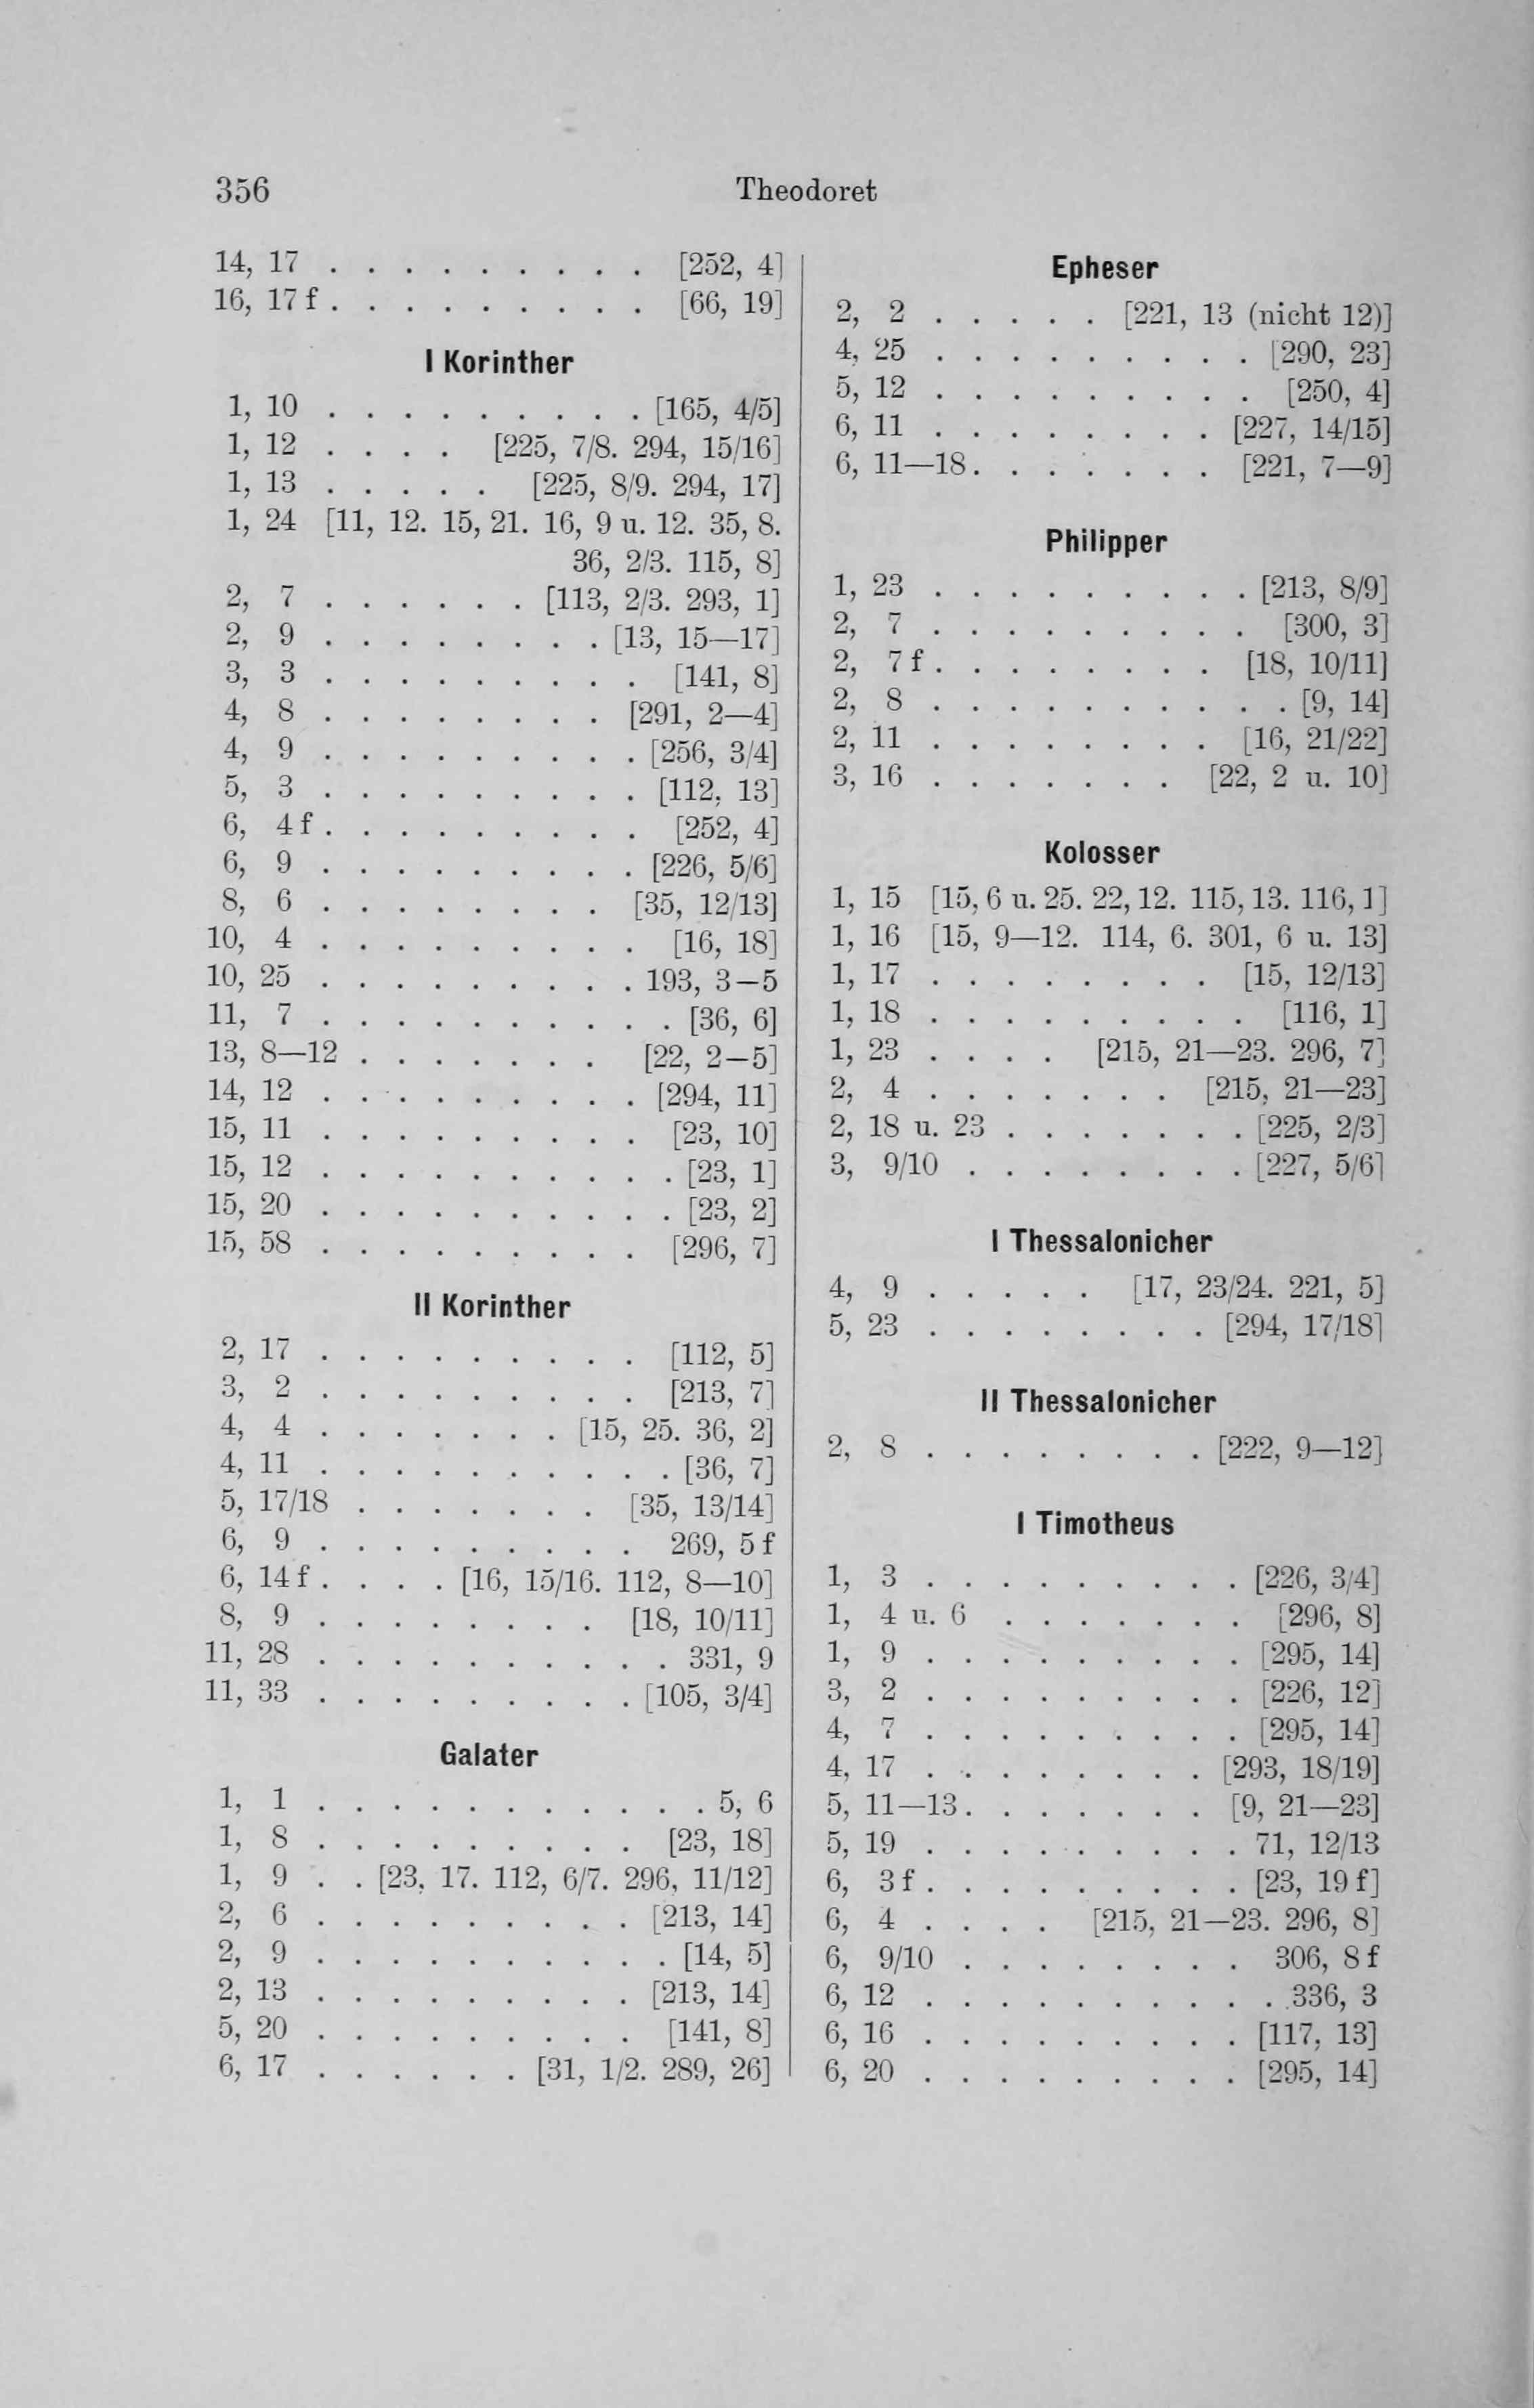 356 Theodoret
14, 17 . . . . . . . . . [252, 4]
16, 17 f . . . . . . . . . [66, 19]
I Korinther
1, 10 . . . . . . . . . [165, 4/5]
1, 12 . . . . [225, 7/8. 294, 15/16]
1, 13 . . . . . [225, 8/9. 294, 17]
1, 24 [11, 12. 15, 21. 16, 9 u. 12. 35, 8.
36, 2/3. 115, 8]
2, 7 . . . . . . [113, 2/3. 293, 1]
2, 9 . . . . . . . . [13, 15—17]
3, 3 . . . . . . . . . [141, 8]
4, 8 . . . . . . . . [291, 2—4]
4, 9 . . . . . . . . . [256, 3/4]
5, 3 . . . . . . . . . [112, 13]
6, 4 f . . . . . . . . . [252, 4]
6, 9 . . . . . . . . . [226, 5/6]
8, 6 . . . . . . . . [35, 12/13]
10, 4 . . . . . . . . . [16, 18]
10, 25 . . . . . . . . . 193, 3—5
11, 7 . . . . . . . . . . [36, 6]
13, 8—12 . . . . . . . [22, 2—5]
14, 12 . . . . . . . . . [294, 11]
15, 11 . . . . . . . . . [23, 10]
15, 12 . . . . . . . . . . [23, 1]
15, 20 . . . . . . . . . . [23, 2]
15, 58 . . . . . . . . . [296, 7]
II Korinther
2, 17 . . . . . . . . . [112, 5]
3, 2 . . . . . . . . . [213, 7]
4, 4 . . . . . . . [15, 25. 36, 2]
4, 11 . . . . . . . . . . [36, 7]
5, 17/18 . . . . . . . [35, 13/14]
6, 9 . . . . . . . . . 269, 5 f
6, 14 f . . . . [16, 15/16. 112, 8—10]
8, 9 . . . . . . . . [18, 10/11]
11, 28 . . . . . . . . . . 331, 9
11, 33 . . . . . . . . . [105, 3/4]
Galater
1, 1 . . . . . . . . . . . 5, 6
1, 8 . . . . . . . . . [23, 18]
1, 9 . . [23, 17. 112, 6/7. 296, 11/12]
2, 6 . . . . . . . . . [213, 14]
2, 9 . . . . . . . . . . [14, 5]
2, 13 . . . . . . . . . [213, 14]
5, 20 . . . . . . . . . [141, 8]
6, 17 . . . . . . [31, 1/2. 289, 26]
Epheser
2, 2 . . . . . [221, 13 (nicht 12)]
4, 25 . . . . . . . . . [290, 23]
5, 12 . . . . . . . . . [250, 4]
6, 11 . . . . . . . . [227, 14/15]
6, 11—18 . . . . . . . [221, 7—9]
Philipper
1, 23 . . . . . . . . . [213, 8/9]
2, 7 . . . . . . . . . [300, 3]
2, 7 f . . . . . . . . [18, 10/11]
2, 8 . . . . . . . . . . [9, 14]
2, 11 . . . . . . . . [16, 21/22]
3, 16 . . . . . . . [22, 2 u. 10]
Kolosser
1, 15 [15, 6 u. 25. 22, 12. 115, 13. 116, 1]
1, 16 [15, 9—12. 114, 6. 301, 6 u. 13]
1, 17 . . . . . . . . [15, 12/13]
1, 18 . . . . . . . . . [116, 1]
1, 23 . . . . [215, 21—23. 296, 7]
2, 4 . . . . . . . [215, 21—23]
2, 18 u. 23 . . . . . . . [225, 2/3]
3, 9/10 . . . . . . . . [227, 5/6]
I Thessalonicher
4, 9 . . . . . [17, 23/24. 221, 5]
5, 23 . . . . . . . . [294, 17/18]
II Thessalonicher
2, 8 . . . . . . . . [222, 9—12]
I Timotheus
1, 3 . . . . . . . . . [226, 3/4]
1, 4 u. 6 . . . . . . . [296, 8]
1, 9 . . . . . . . . . [295, 14]
3, 2 . . . . . . . . . [226, 12]
4, 7 . . . . . . . . . [295, 14]
4, 17 . . . . . . . . [293, 18/19]
5, 11—13 . . . . . . . [9, 21—23]
5, 19 . . . . . . . . . 71, 12/13
6, 3 f . . . . . . . . . [23, 19 f]
6, 4 . . . . [215, 21—23. 296, 8]
6, 9/10 . . . . . . . . 306, 8 f
6, 12 . . . . . . . . . . 336, 3
6, 16 . . . . . . . . . [117, 13]
6, 20 . . . . . . . . . [295, 14]